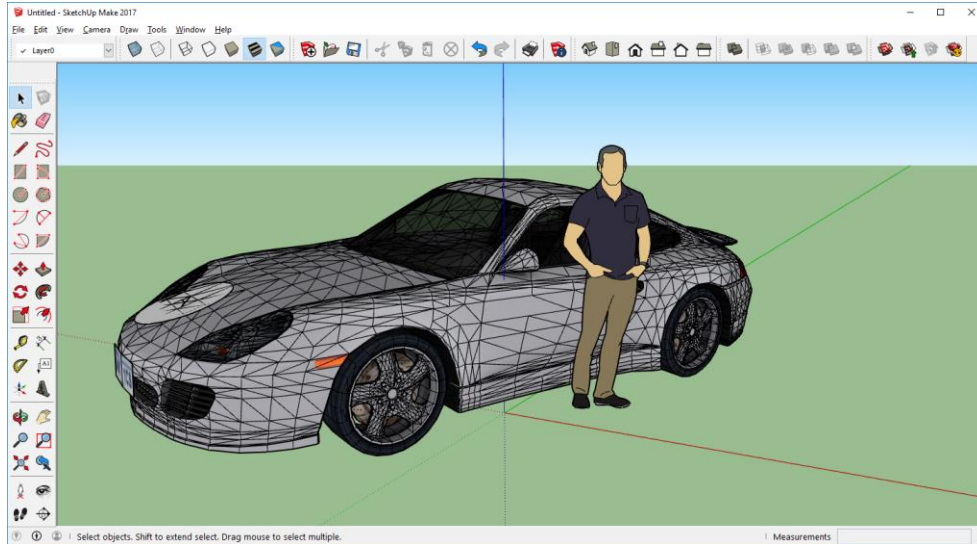 Untitled - SketchUp Make 2017
File Edit View Camera Draw Tools Window Help
Layer0
A1
Select objects. Shift to extend select. Drag mouse to select multiple.
Measurements